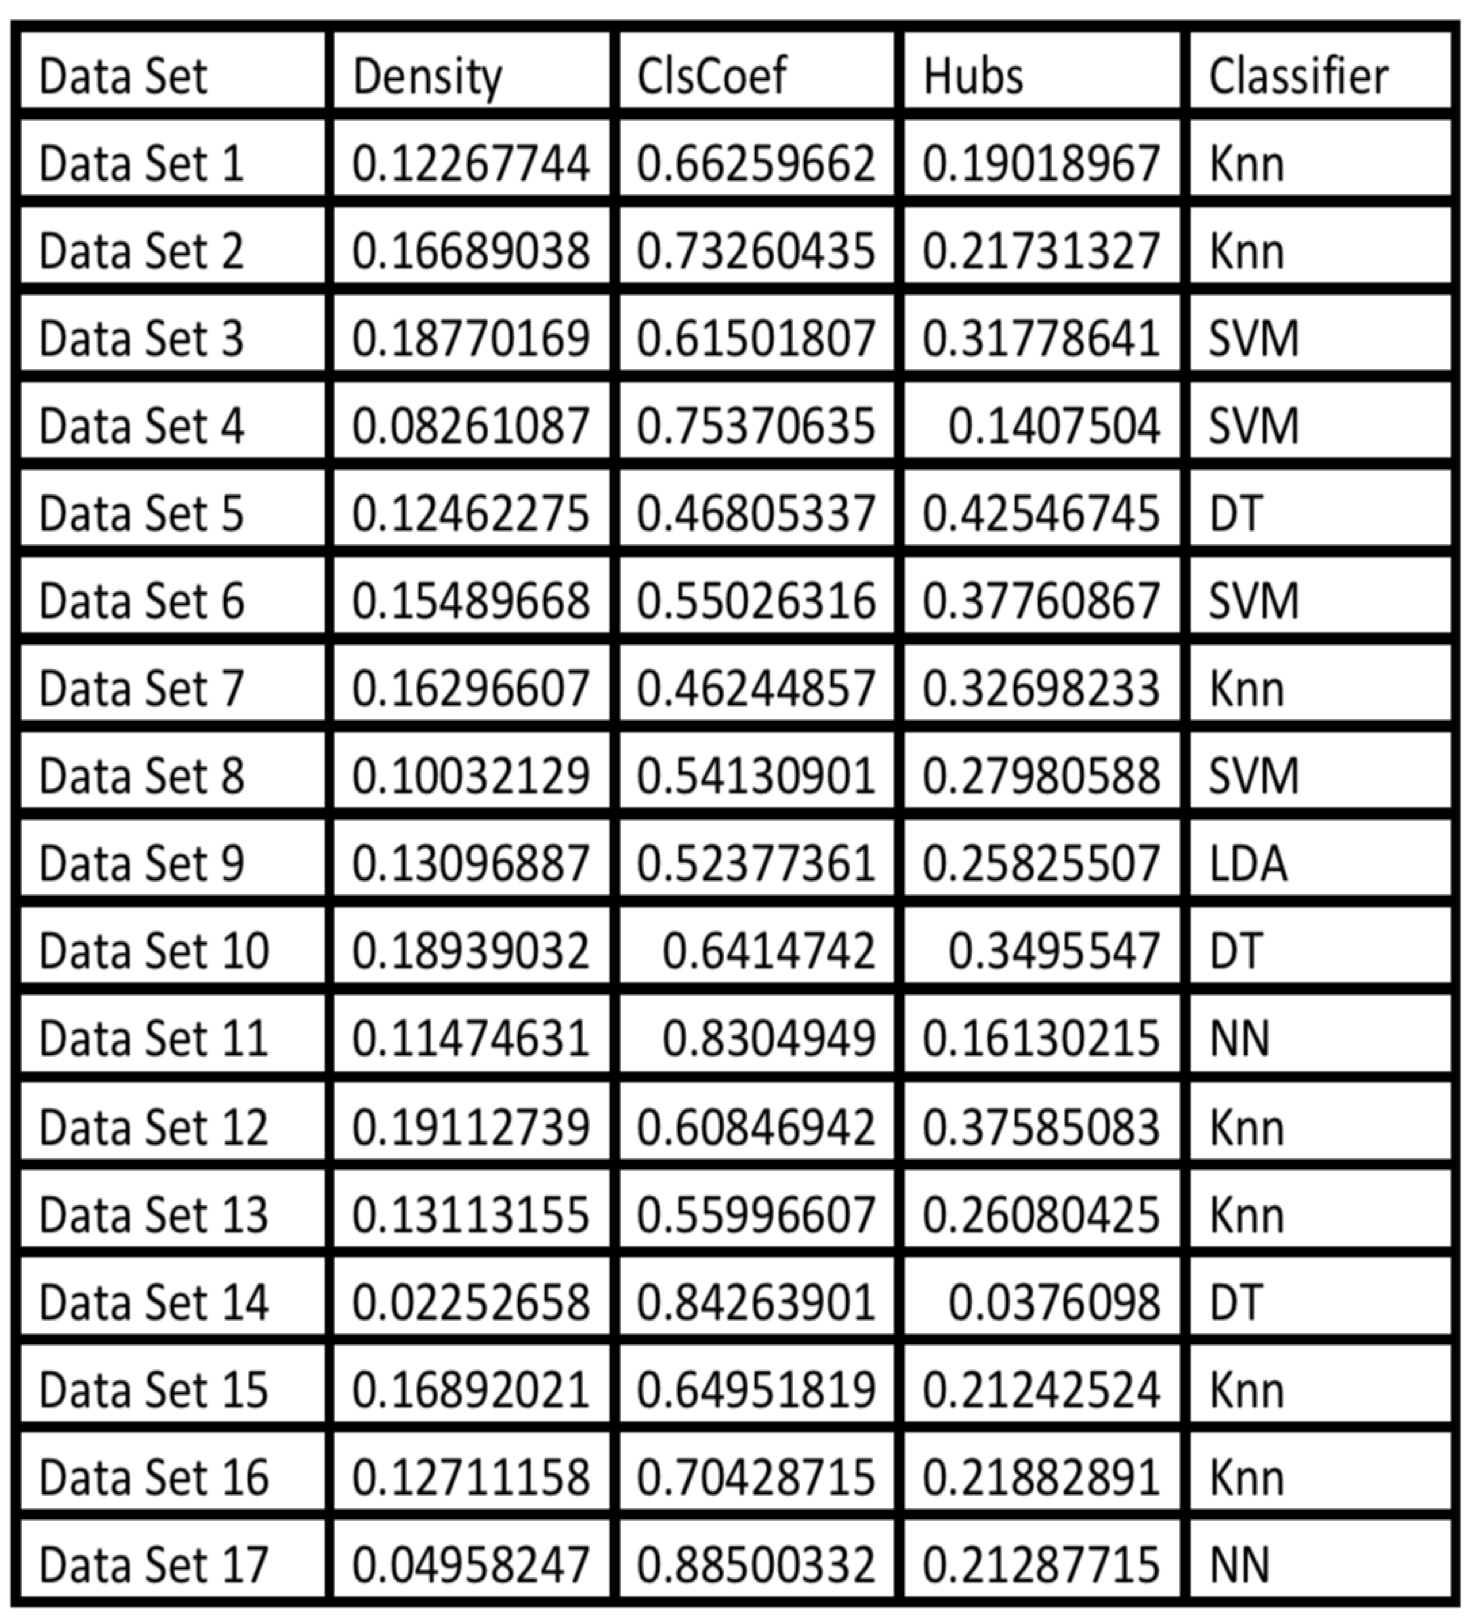 Data Set Density ClsCoef Hubs Classifier
Data Set 1 0.12267744 0.66259662 0.19018967 Knn
Data Set 2 0.16689038 0.73260435 0.21731327 Knn
Data Set 3 0.18770169 0.61501807 0.31778641 SVM
Data Set 4 0.08261087 0.75370635 0.1407504 SVM
Data Set 5 0.12462275 0.46805337 0.42546745 DT
Data Set 6 0.15489668 0.55026316 0.37760867 SVM
Data Set 7 0.16296607 0.46244857 0.32698233 Knn
Data Set 8 0.10032129 0.54130901 0.27980588 SVM
Data Set 9 0.13096887 0.52377361 0.25825507 LDA
Data Set 10 0.18939032 0.6414742 0.3495547 DT
Data Set 11 0.11474631 0.8304949 0.16130215 NN
Data Set 12 0.19112739 0.60846942 0.37585083 Knn
Data Set 13 0.13113155 0.55996607 0.26080425 Knn
Data Set 14 0.02252658 0.84263901 0.0376098 DT
Data Set 15 0.16892021 0.64951819 0.21242524 Knn
Data Set 16 0.12711158 0.70428715 0.21882891 Knn
Data Set 17 0.04958247 0.88500332 0.21287715 NN